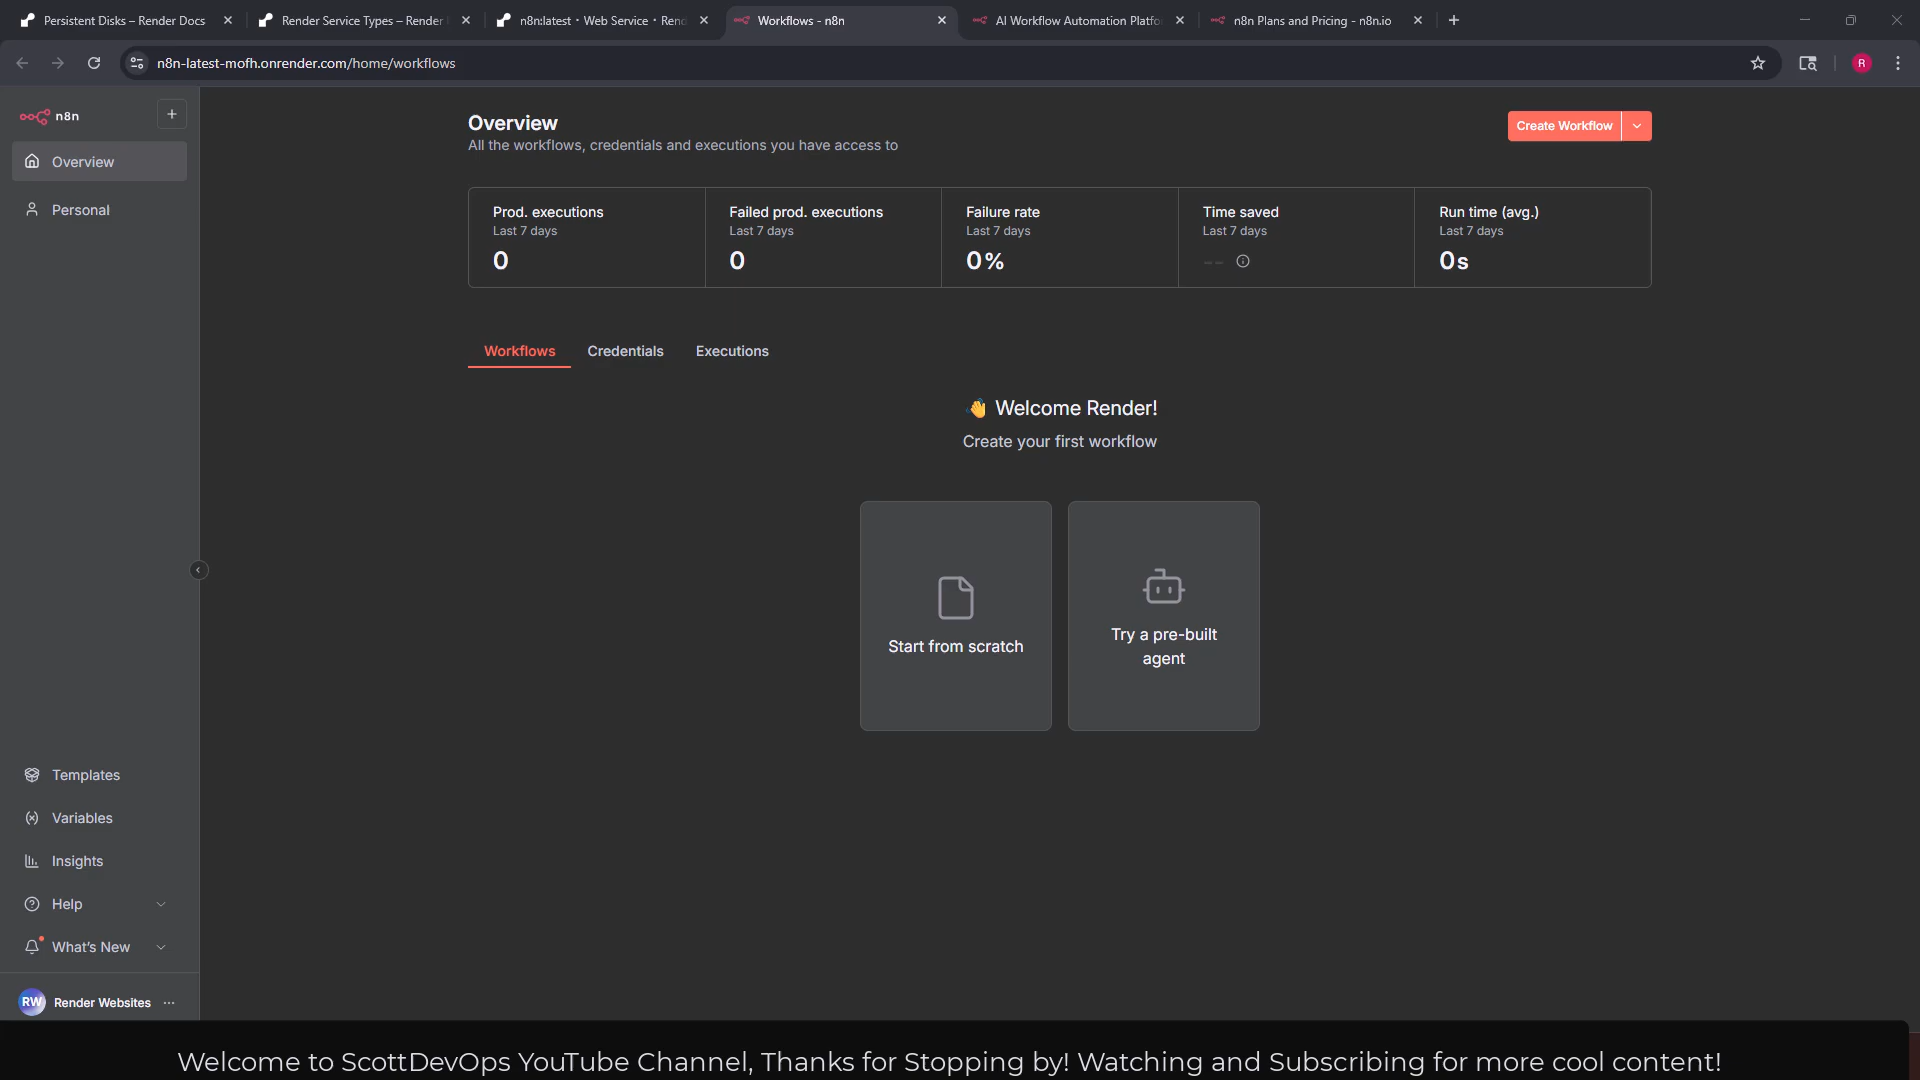 Persistent Disks – Render Docs
Render Service Types – Render
n8n:latest · Web Service · Rend
Workflows - n8n
AI Workflow Automation Platfo
n8n Plans and Pricing - n8n.io
n8n-latest-mofh.onrender.com/home/workflows
R
n8n
Overview
Personal
Overview
All the workflows, credentials and executions you have access to
Create Workflow
Prod. executions
Last 7 days
0
Failed prod. executions
Last 7 days
0
Failure rate
Last 7 days
0%
Time saved
Last 7 days
--
Run time (avg.)
Last 7 days
0s
Workflows
Credentials
Executions
👋 Welcome Render!
Create your first workflow
Start from scratch
Try a pre-built
agent
Templates
Variables
Insights
Help
What's New
RW
Render Websites
Welcome to ScottDevOps YouTube Channel, Thanks for Stopping by! Watching and Subscribing for more cool content!